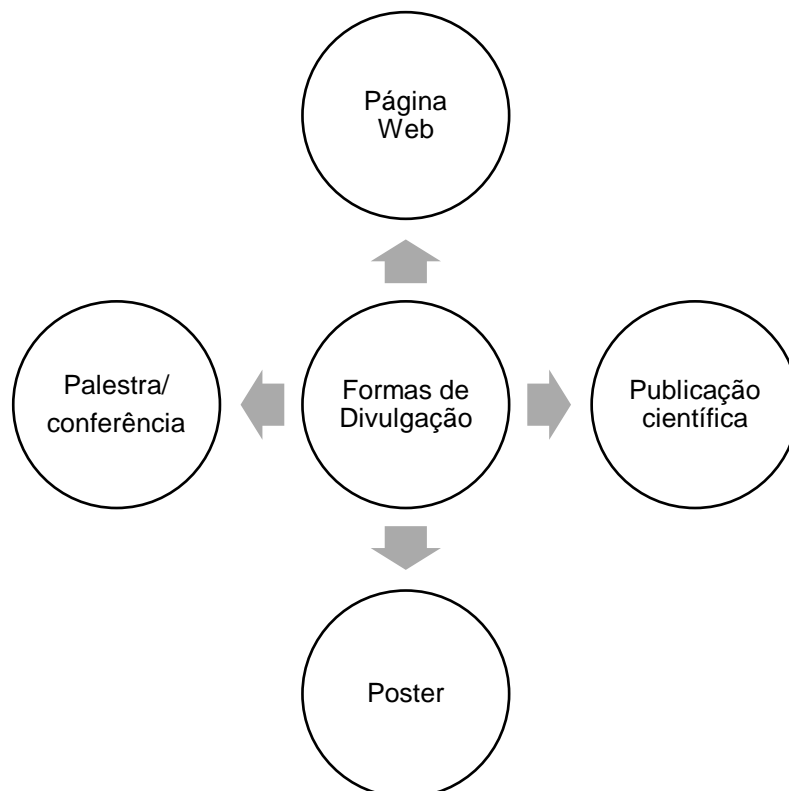 Página
Web
Palestra/
conferência
Formas de
Divulgação
Publicação
científica
Poster